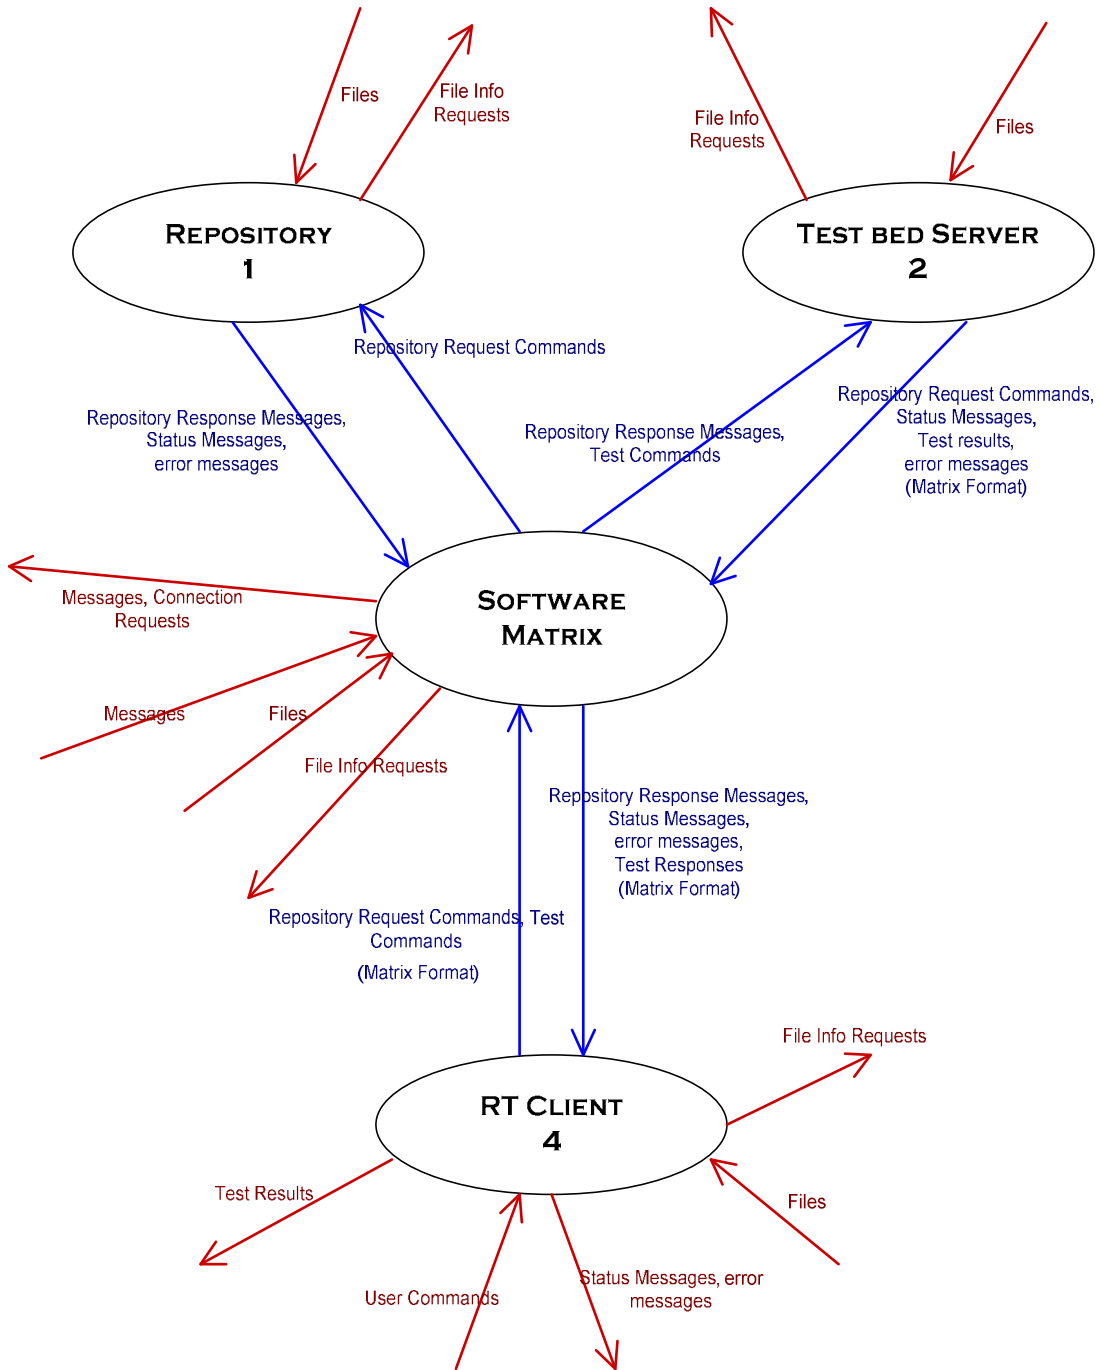 Files
File Info
Requests
File Info
Requests
Files
REPOSITORY
1
TEST BED SERVER
2
Repository Request Commands
Repository Response Messages,
Status Messages,
error messages
Repository Response Messages,
Test Commands
Repository Request Commands,
Status Messages,
Test results,
error messages
(Matrix Format)
SOFTWARE
MATRIX
Messages, Connection
Requests
Messages
Files
File Info Requests
Repository Response Messages,
Status Messages,
error messages,
Test Responses
(Matrix Format)
Repository Request Commands, Test
Commands
(Matrix Format)
File Info Requests
RT CLIENT
4
Test Results
Files
User Commands
Status Messages, error
messages